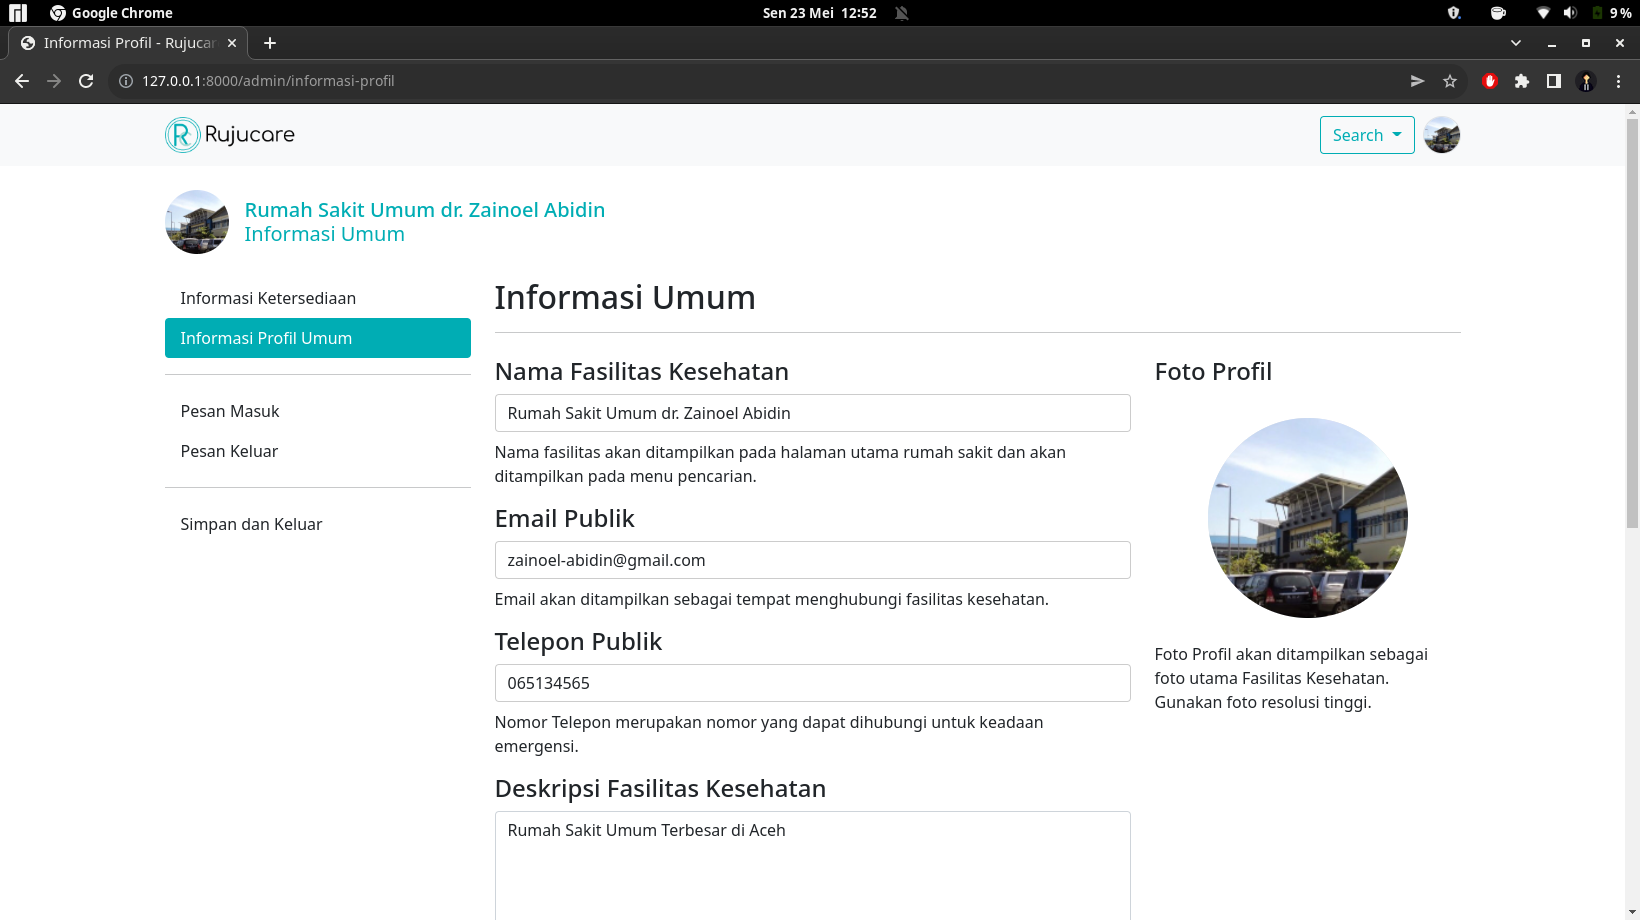 Google Chrome
Sen 23 Mei 12:52
9 %
Informasi Profil - Rujucar
127.0.0.1:8000/admin/informasi-profil
Rujucare
Search
Rumah Sakit Umum dr. Zainoel Abidin
Informasi Umum
Informasi Ketersediaan
Informasi Profil Umum
Pesan Masuk
Pesan Keluar
Simpan dan Keluar
Informasi Umum
Nama Fasilitas Kesehatan
Rumah Sakit Umum dr. Zainoel Abidin
Nama fasilitas akan ditampilkan pada halaman utama rumah sakit dan akan
ditampilkan pada menu pencarian.
Email Publik
zainoel-abidin@gmail.com
Email akan ditampilkan sebagai tempat menghubungi fasilitas kesehatan.
Telepon Publik
065134565
Nomor Telepon merupakan nomor yang dapat dihubungi untuk keadaan
emergensi.
Deskripsi Fasilitas Kesehatan
Rumah Sakit Umum Terbesar di Aceh
Foto Profil
Foto Profil akan ditampilkan sebagai
foto utama Fasilitas Kesehatan.
Gunakan foto resolusi tinggi.